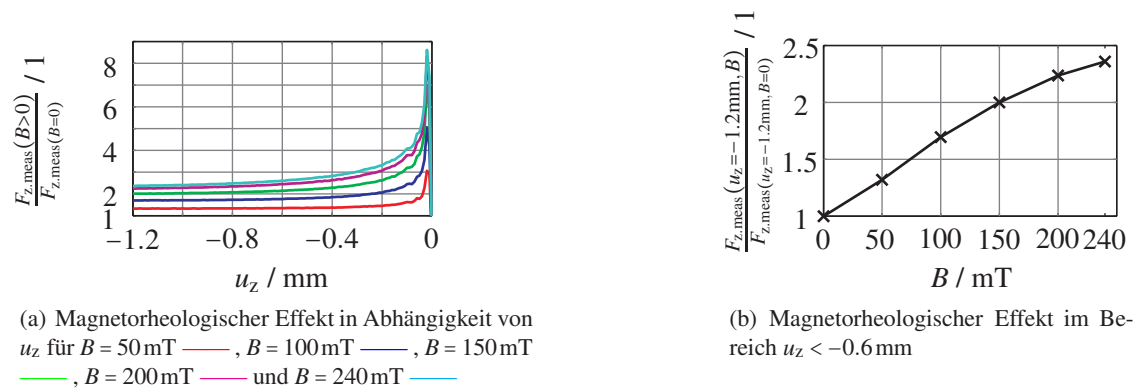 F_z.meas(B>0) / F_z.meas(B=0) / 1
8
6
4
2
1
−1.2 −0.8 −0.4 0
u_z / mm
(a) Magnetorheologischer Effekt in Abhängigkeit von
u_z für B = 50 mT ——, B = 100 mT ——, B = 150 mT
——, B = 200 mT —— und B = 240 mT ——
F_z.meas(u_z=−1.2mm, B) / F_z.meas(u_z=−1.2mm, B=0) / 1
2.5
2
1.5
1
0 50 100 150 200 240
B / mT
(b) Magnetorheologischer Effekt im Be-
reich u_z < −0.6 mm